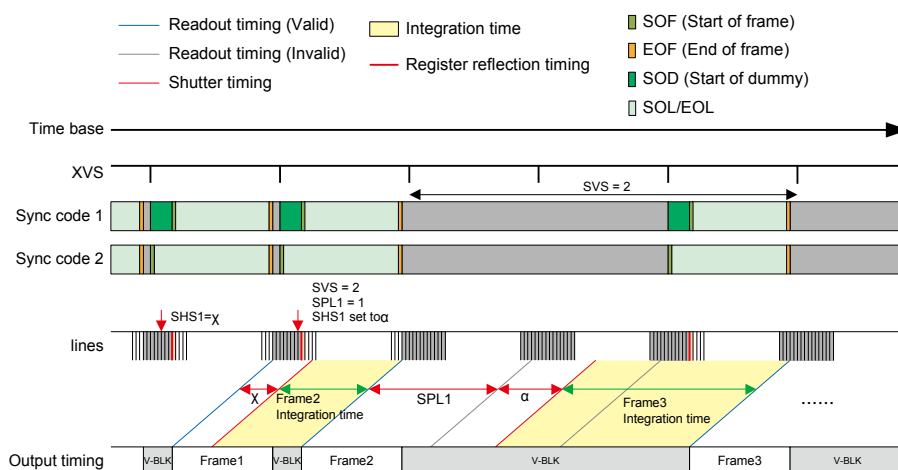 Readout timing (Valid)
Readout timing (Invalid)
Shutter timing
Integration time
Register reflection timing
SOF (Start of frame)
EOF (End of frame)
SOD (Start of dummy)
SOL/EOL
Time base
XVS
SVS = 2
Sync code 1
Sync code 2
SHS1=χ
SVS = 2
SPL1 = 1
SHS1 set toα
lines
χ
Frame2
Integration time
SPL1
α
Frame3
Integration time
......
Output timing
V-BLK
Frame1
V-BLK
Frame2
V-BLK
Frame3
V-BLK